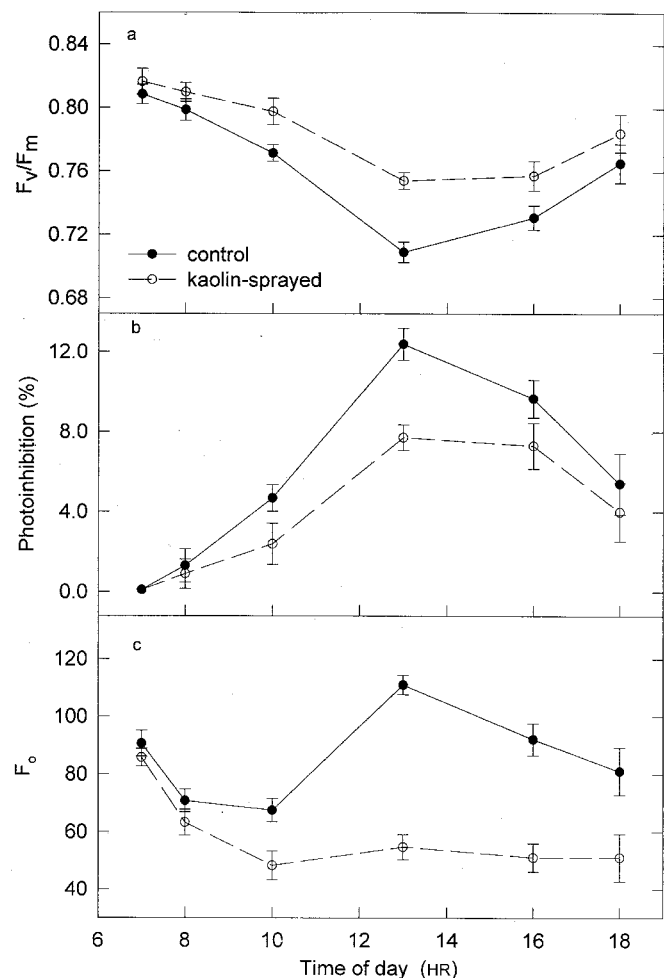 0.84
a
0.80
0.76
0.72
0.68
Fv/Fm
control
kaolin-sprayed
b
12.0
8.0
4.0
0.0
Photoinhibition (%)
c
120
100
80
60
40
Fo
6 8 10 12 14 16 18
Time of day (HR)